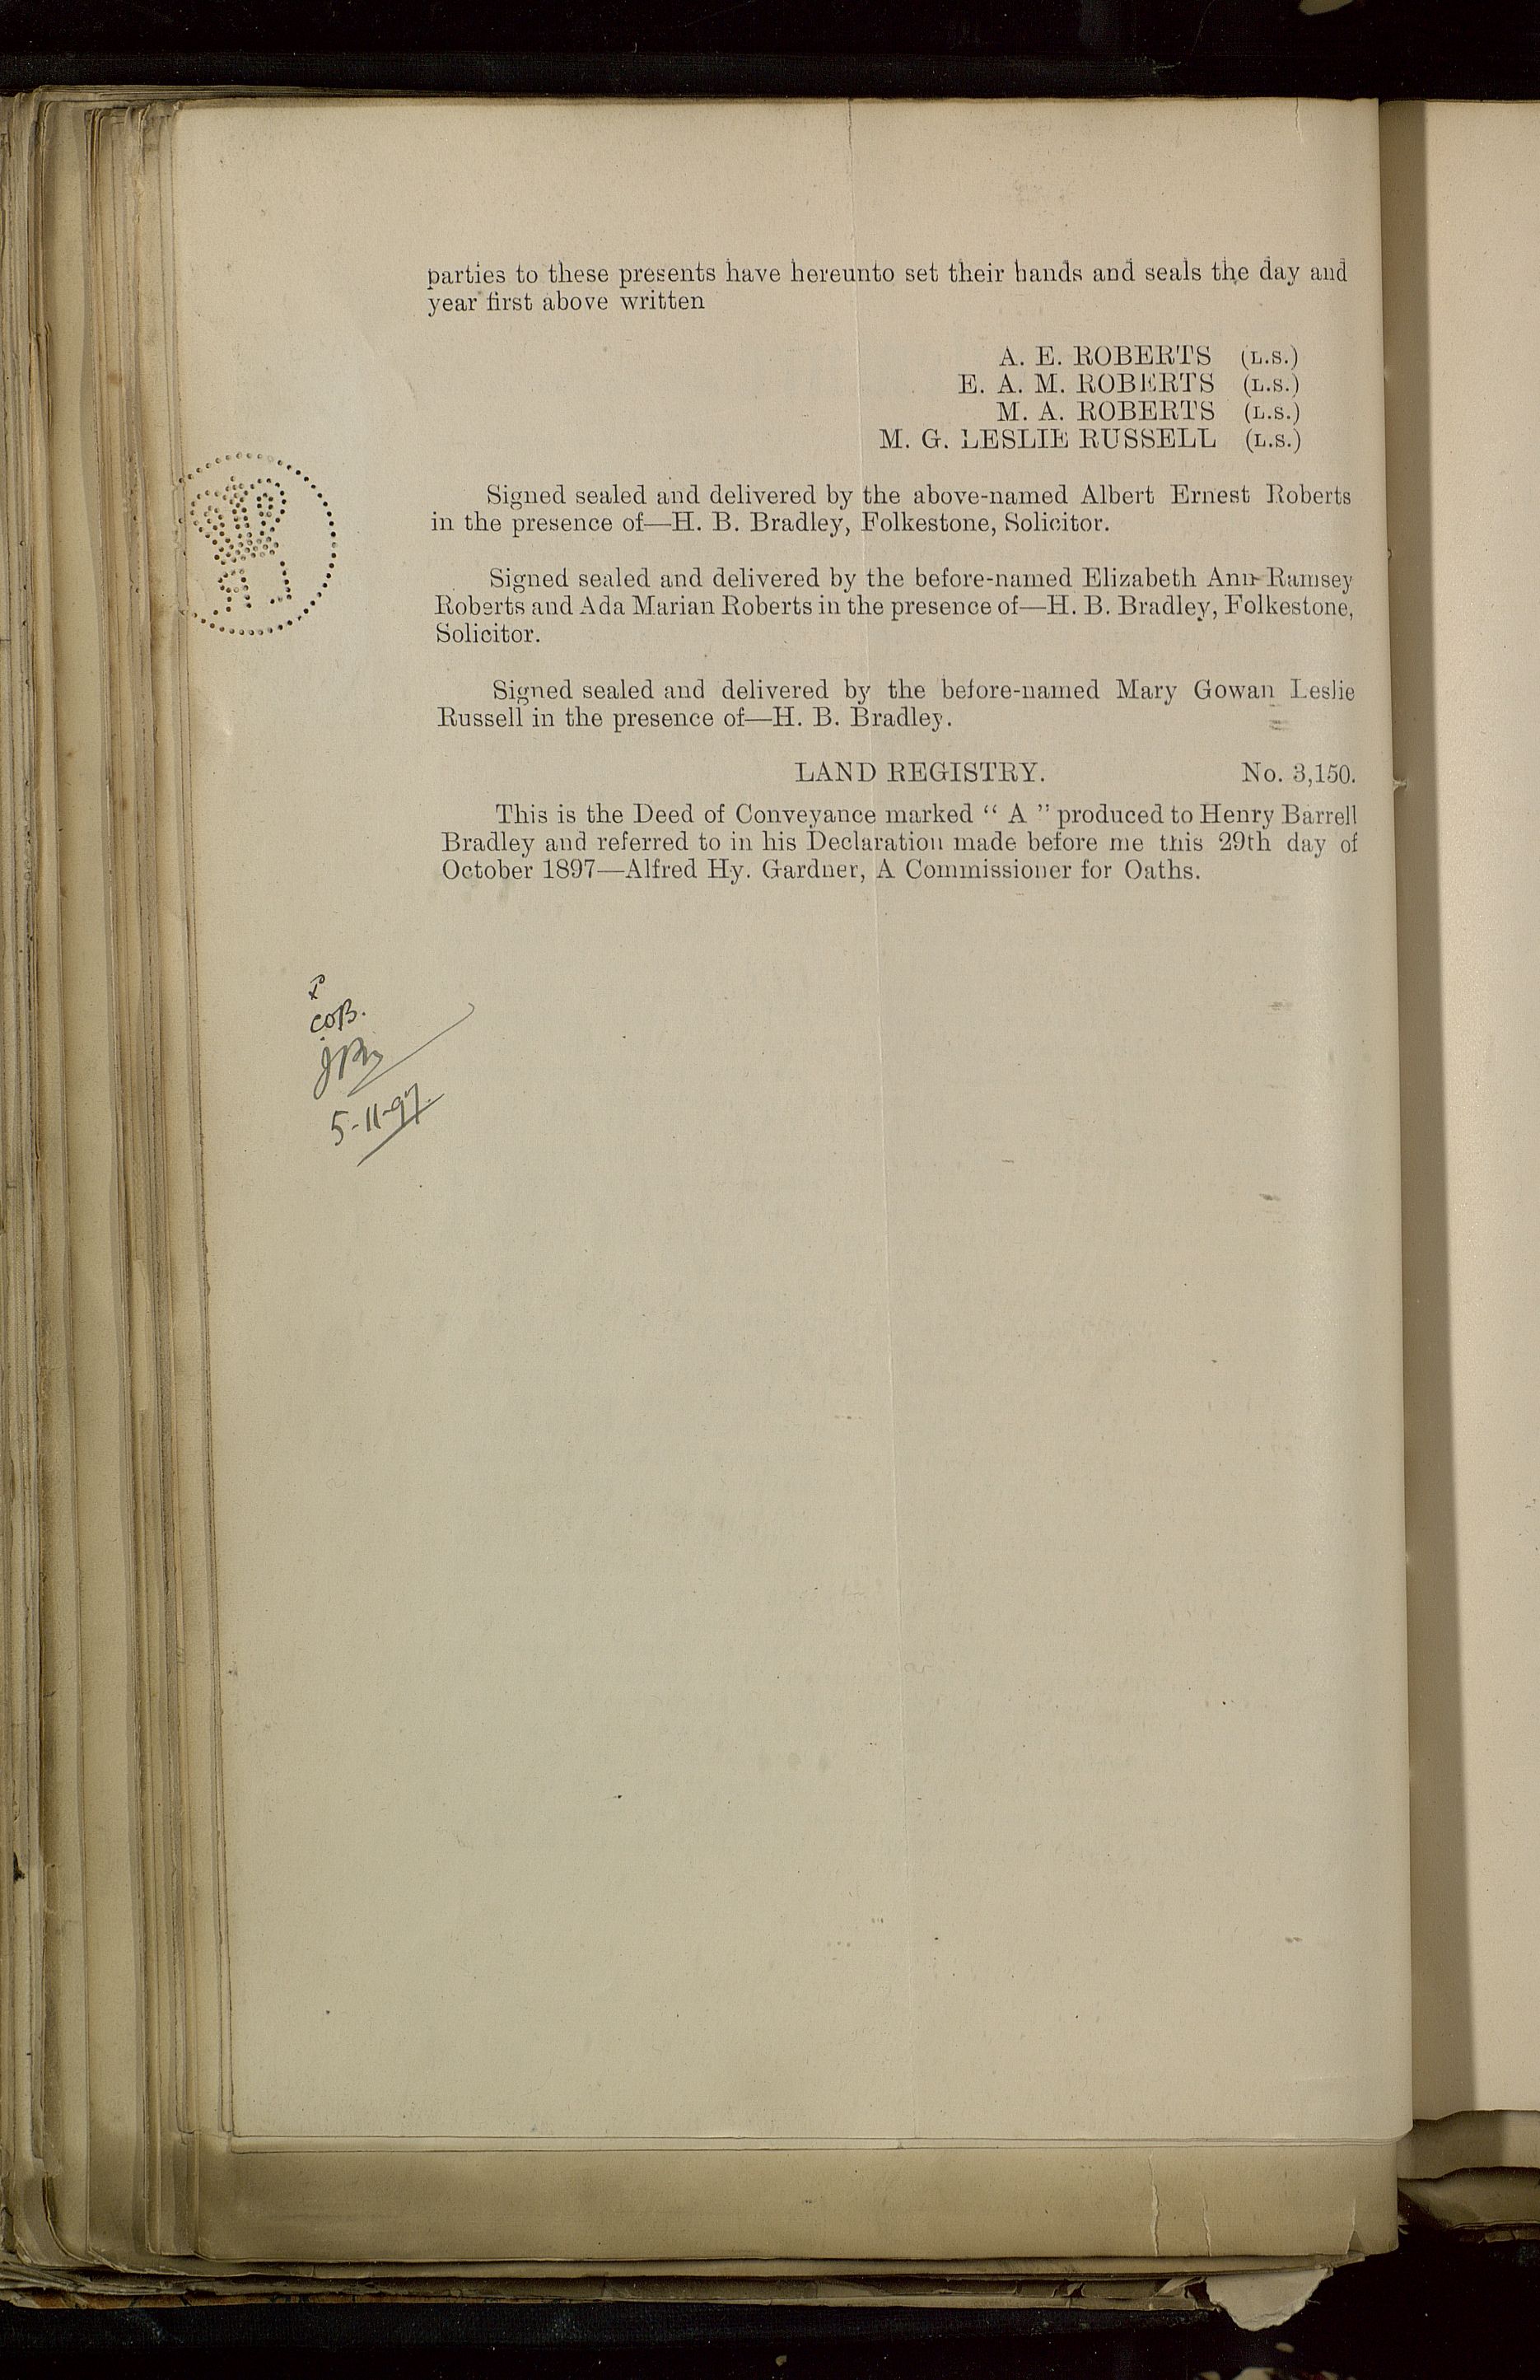 parties to these presents have hereunto set their hands and seals the day and
year first above written
A. E. ROBERTS (L.S.)
E. A. M. ROBERTS (L.S.)
M. A. ROBERTS (L.S.)
M. G. LESLIE RUSSELL (L.S.)
Signed sealed and delivered by the above-named Albert Ernest Roberts
in the presence of—H. B. Bradley, Folkestone, Solicitor.
Signed sealed and delivered by the before-named Elizabeth Ann Ramsey
Roberts and Ada Marian Roberts in the presence of—H. B. Bradley, Folkestone,
Solicitor.
Signed sealed and delivered by the before-named Mary Gowan Leslie
Russell in the presence of—H. B. Bradley.
LAND REGISTRY. No. 3,150.
This is the Deed of Conveyance marked “ A ” produced to Henry Barrell
Bradley and referred to in his Declaration made before me this 29th day of
October 1897—Alfred Hy. Gardner, A Commissioner for Oaths.
5-11-97.